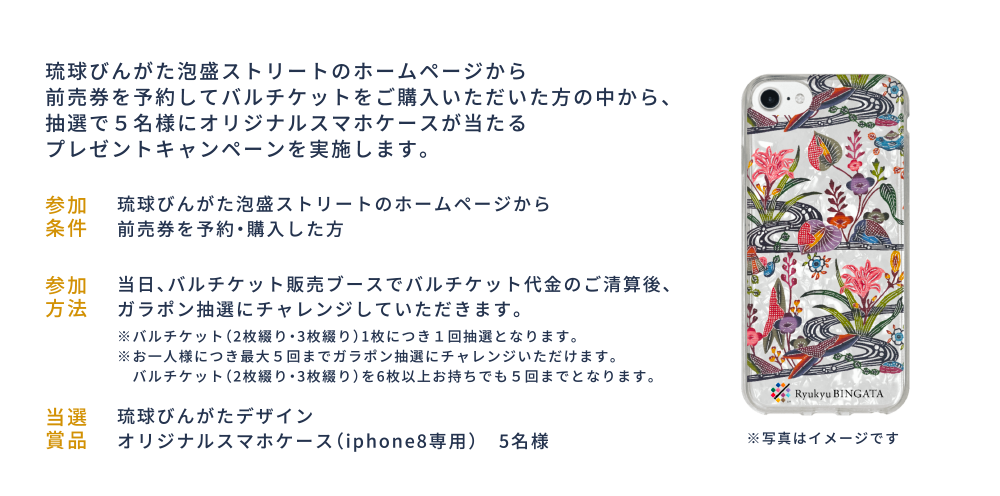 琉球びんがた泡盛ストリートのホームページから
前売券を予約してバルチケットをご購入いただいた方の中から、
抽選で５名様にオリジナルスマホケースが当たる
プレゼントキャンペーンを実施します。
参加
条件
琉球びんがた泡盛ストリートのホームページから
前売券を予約・購入した方
参加
方法
当日、バルチケット販売ブースでバルチケット代金のご清算後、
ガラポン抽選にチャレンジしていただきます。
※バルチケット（2枚綴り・3枚綴り）1枚につき１回抽選となります。
※お一人様につき最大５回までガラポン抽選にチャレンジいただけます。
バルチケット（2枚綴り・3枚綴り）を6枚以上お持ちでも５回までとなります。
当選
賞品
琉球びんがたデザイン
オリジナルスマホケース（iphone8専用）　5名様
Ryukyu BINGATA
※写真はイメージです